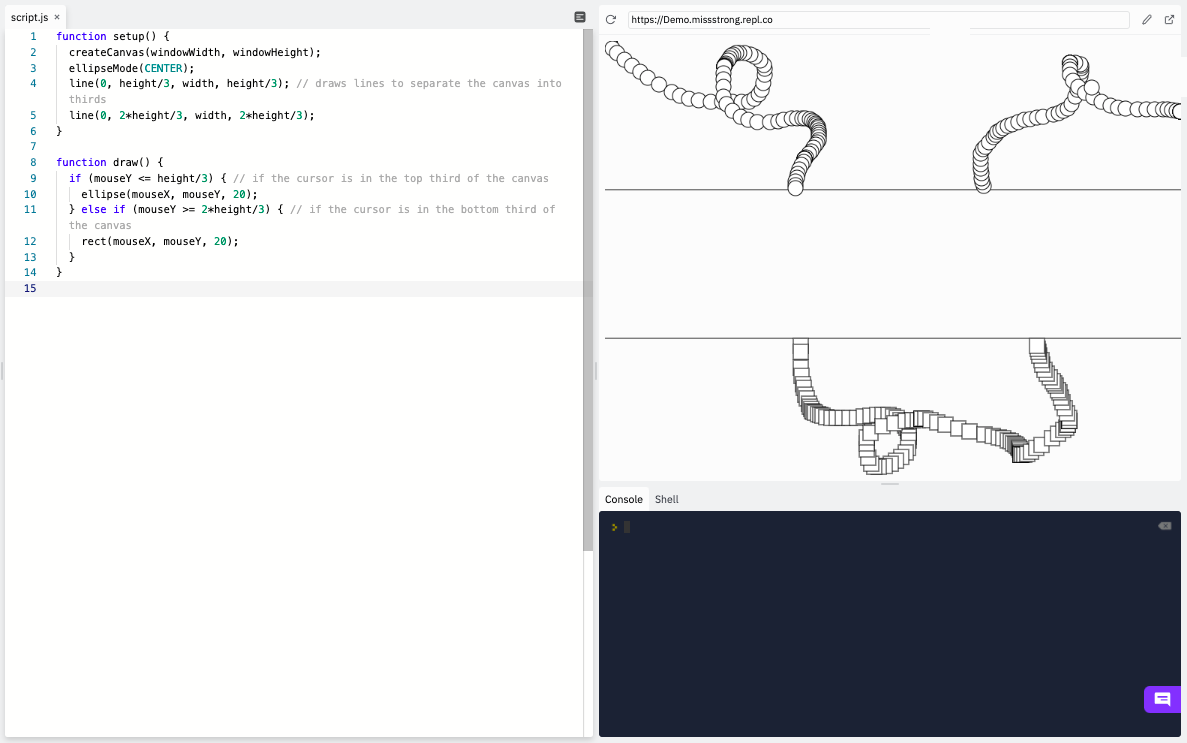 script.js ×
1 function setup() {
2 createCanvas(windowWidth, windowHeight);
3 ellipseMode(CENTER);
4 line(0, height/3, width, height/3); // draws lines to separate the canvas into
thirds
5 line(0, 2*height/3, width, 2*height/3);
6 }
7
8 function draw() {
9 if (mouseY <= height/3) { // if the cursor is in the top third of the canvas
10 ellipse(mouseX, mouseY, 20);
11 } else if (mouseY >= 2*height/3) { // if the cursor is in the bottom third of
the canvas
12 rect(mouseX, mouseY, 20);
13 }
14 }
15
https://Demo.missstrong.repl.co
Console Shell